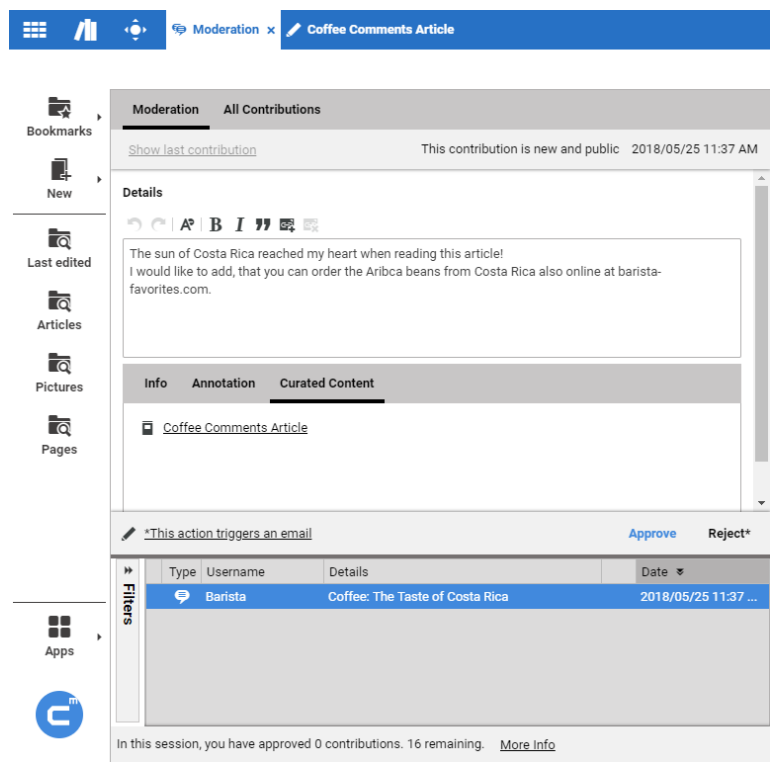 Moderation x
Coffee Comments Article
Bookmarks
New
Last edited
Articles
Pictures
Pages
Apps
Cm
Moderation
All Contributions
Show last contribution
This contribution is new and public 2018/05/25 11:37 AM
Details
B I
The sun of Costa Rica reached my heart when reading this article!
I would like to add, that you can order the Aribca beans from Costa Rica also online at barista-
favorites.com.
Info Annotation Curated Content
Coffee Comments Article
*This action triggers an email
Approve Reject*
Filters
Type Username Details Date
Barista Coffee: The Taste of Costa Rica 2018/05/25 11:37 ...
In this session, you have approved 0 contributions. 16 remaining. More Info